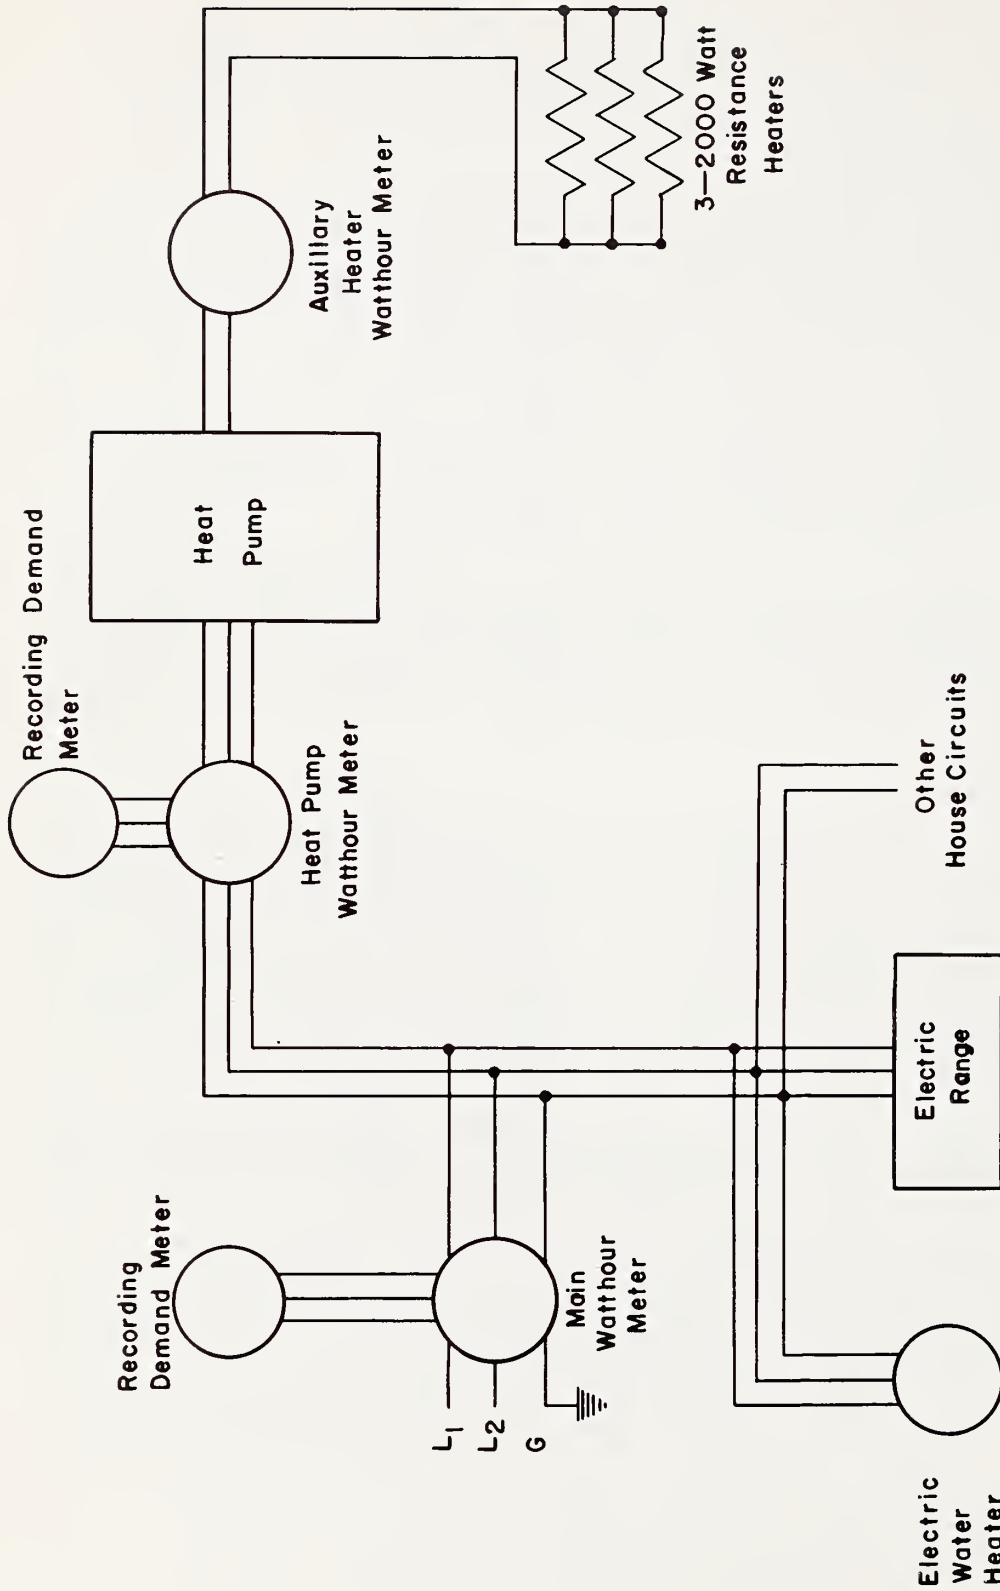 Recording
Demand Meter
L1
L2
G
Main
Watthour
Meter
Electric
Water
Heater
Electric
Range
Other
House Circuits
Recording Demand
Meter
Heat Pump
Watthour Meter
Heat
Pump
Auxillary
Heater
Watthour Meter
3—2000 Watt
Resistance
Heaters